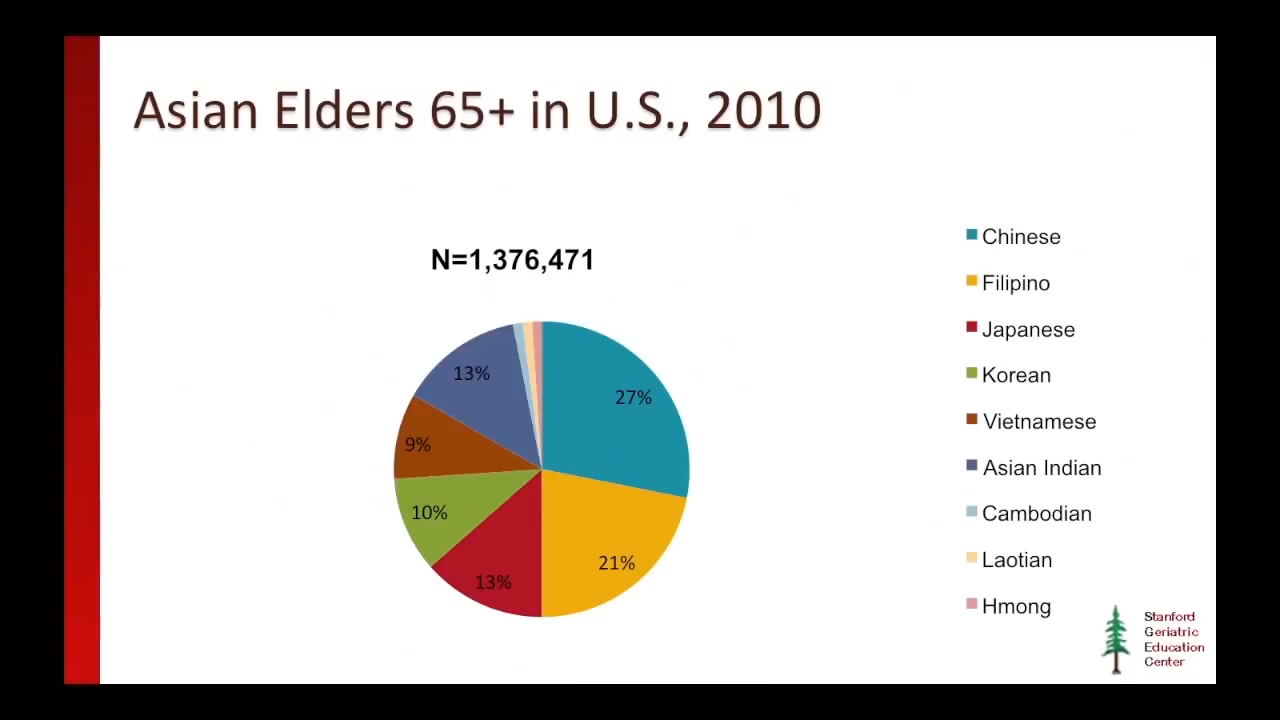 Asian Elders 65+ in U.S., 2010
N=1,376,471
27%
21%
13%
10%
9%
13%
Chinese
Filipino
Japanese
Korean
Vietnamese
Asian Indian
Cambodian
Laotian
Hmong
Stanford
Geriatric
Education
Center